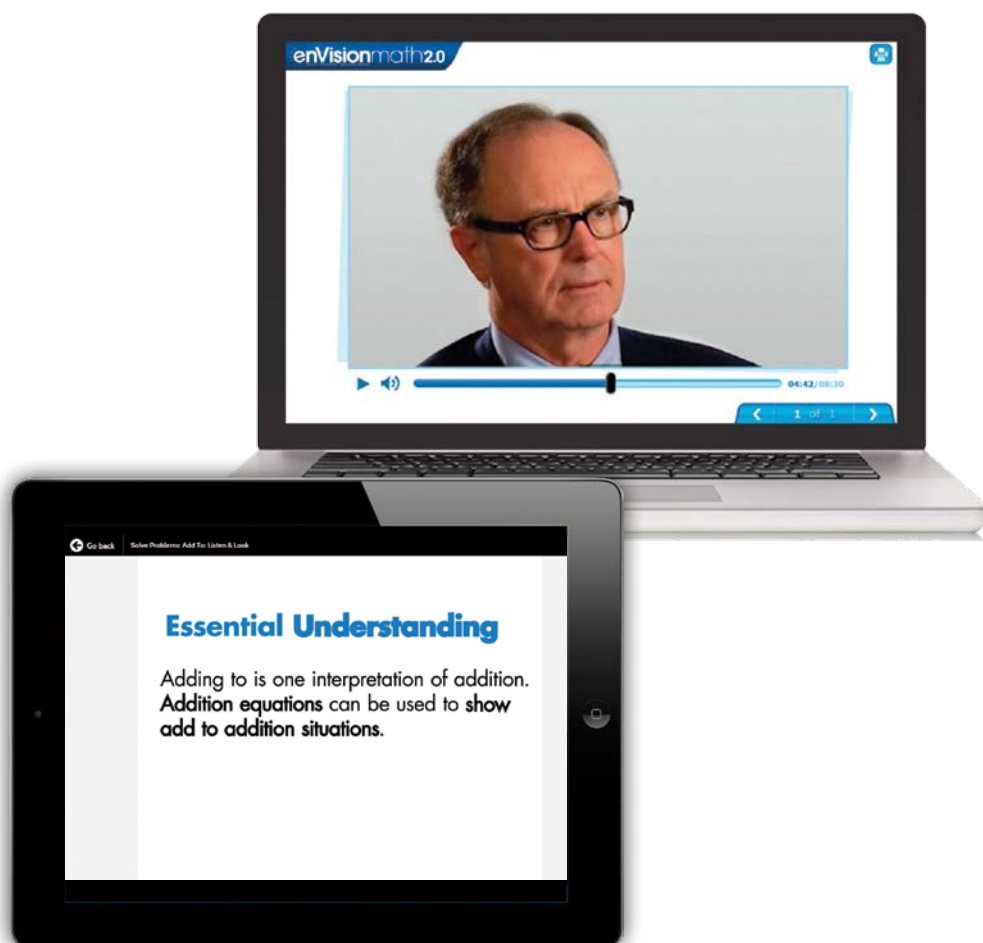 enVisionmath2.0
04:42/08:30
1 of 1
Go back
Solve Problems: Add To: Listen & Look
Essential Understanding
Adding to is one interpretation of addition.
Addition equations can be used to show
add to addition situations.